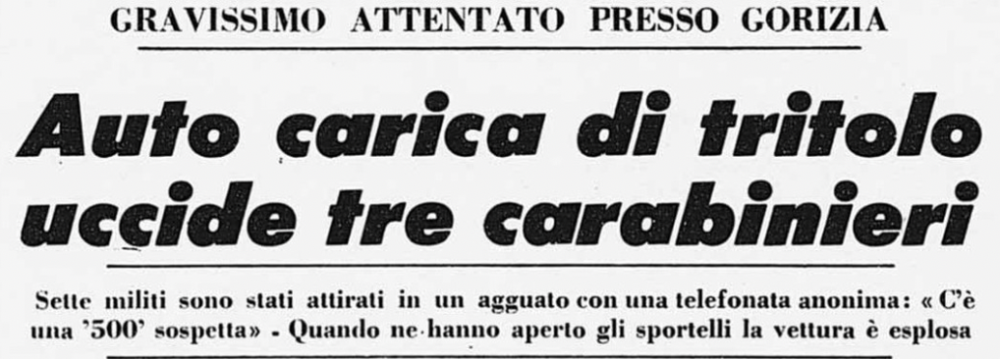 GRAVISSIMO ATTENTATO PRESSO GORIZIA
Auto carica di tritolo
uccide tre carabinieri
Sette militi sono stati attirati in un agguato con una telefonata anonima: « C'è
una '500' sospetta» - Quando ne hanno aperto gli sportelli la vettura è esplosa